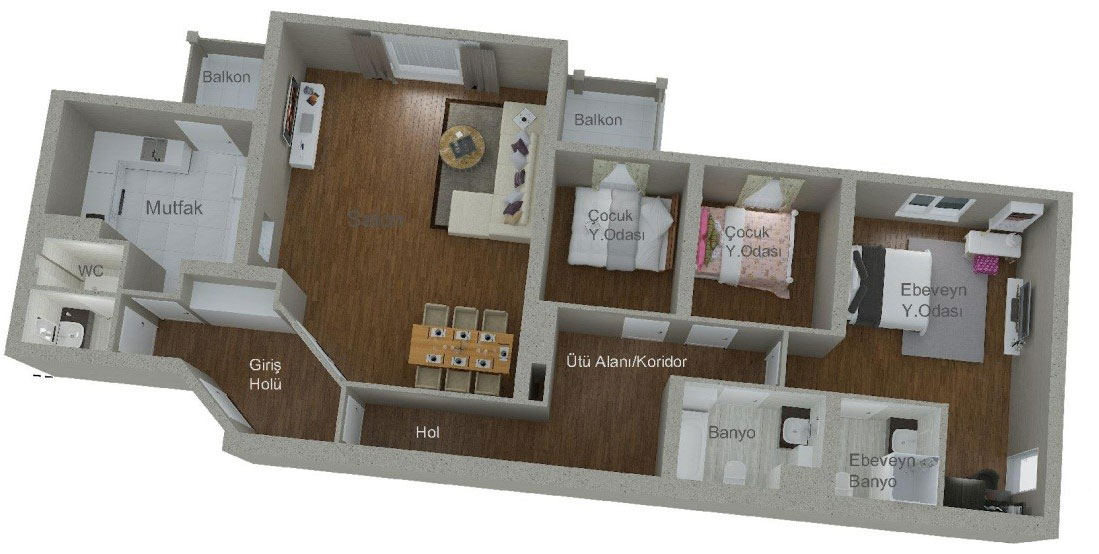 Balkon
Balkon
Mutfak
Salon
Çocuk
Y.Odası
Çocuk
Y.Odası
WC
Ebeveyn
Y.Odası
Giriş
Holü
Ütü Alanı/Koridor
Hol
Banyo
Ebeveyn
Banyo